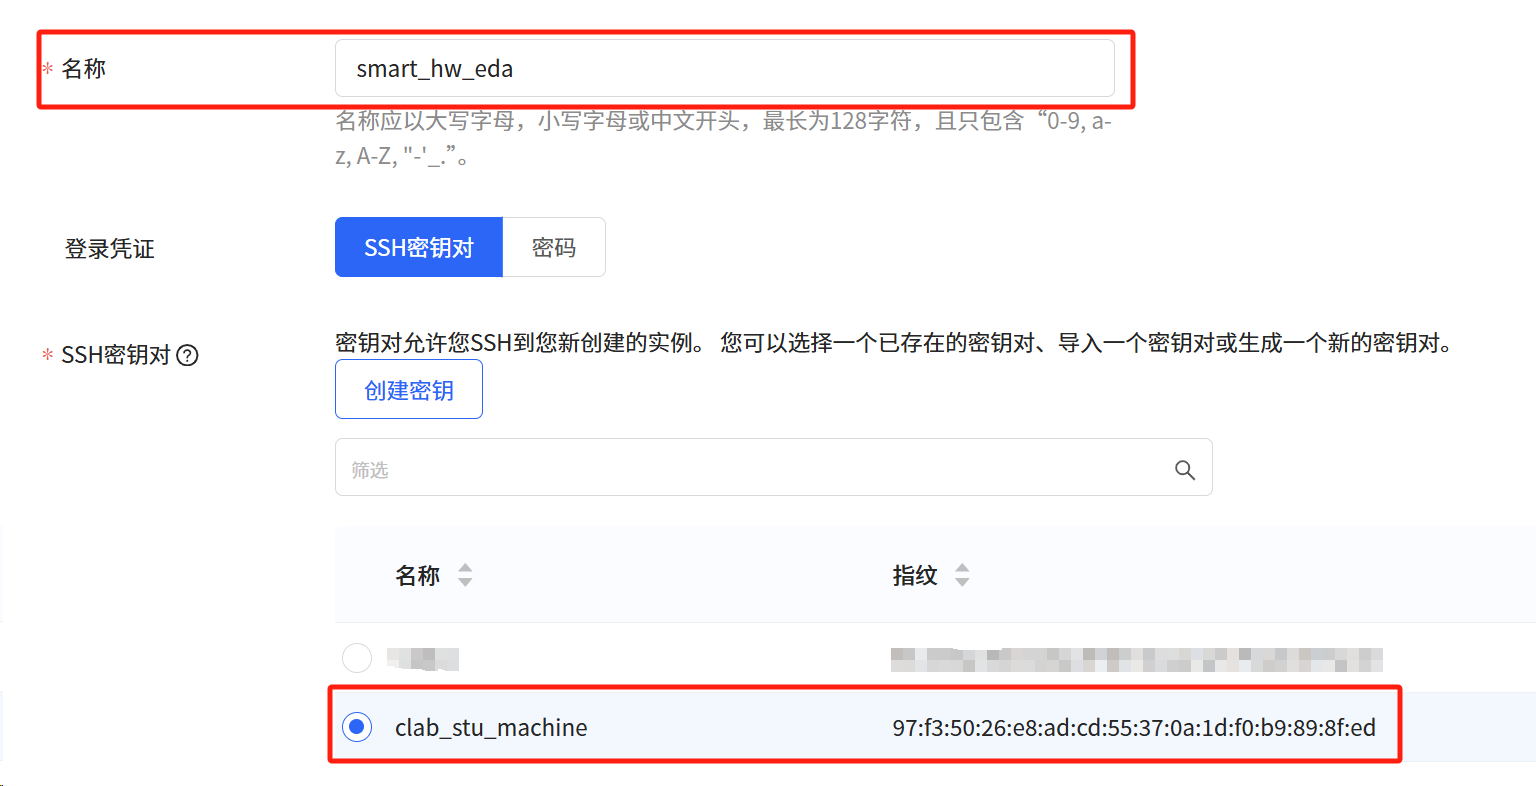 * 名称
smart_hw_eda
名称应以大写字母，小写字母或中文开头，最长为128字符，且只包含“0-9, a-
z, A-Z, "-'_.”。
登录凭证
SSH密钥对
密码
* SSH密钥对 ?
密钥对允许您SSH到您新创建的实例。 您可以选择一个已存在的密钥对、导入一个密钥对或生成一个新的密钥对。
创建密钥
筛选
名称
指纹
clab_stu_machine
97:f3:50:26:e8:ad:cd:55:37:0a:1d:f0:b9:89:8f:ed